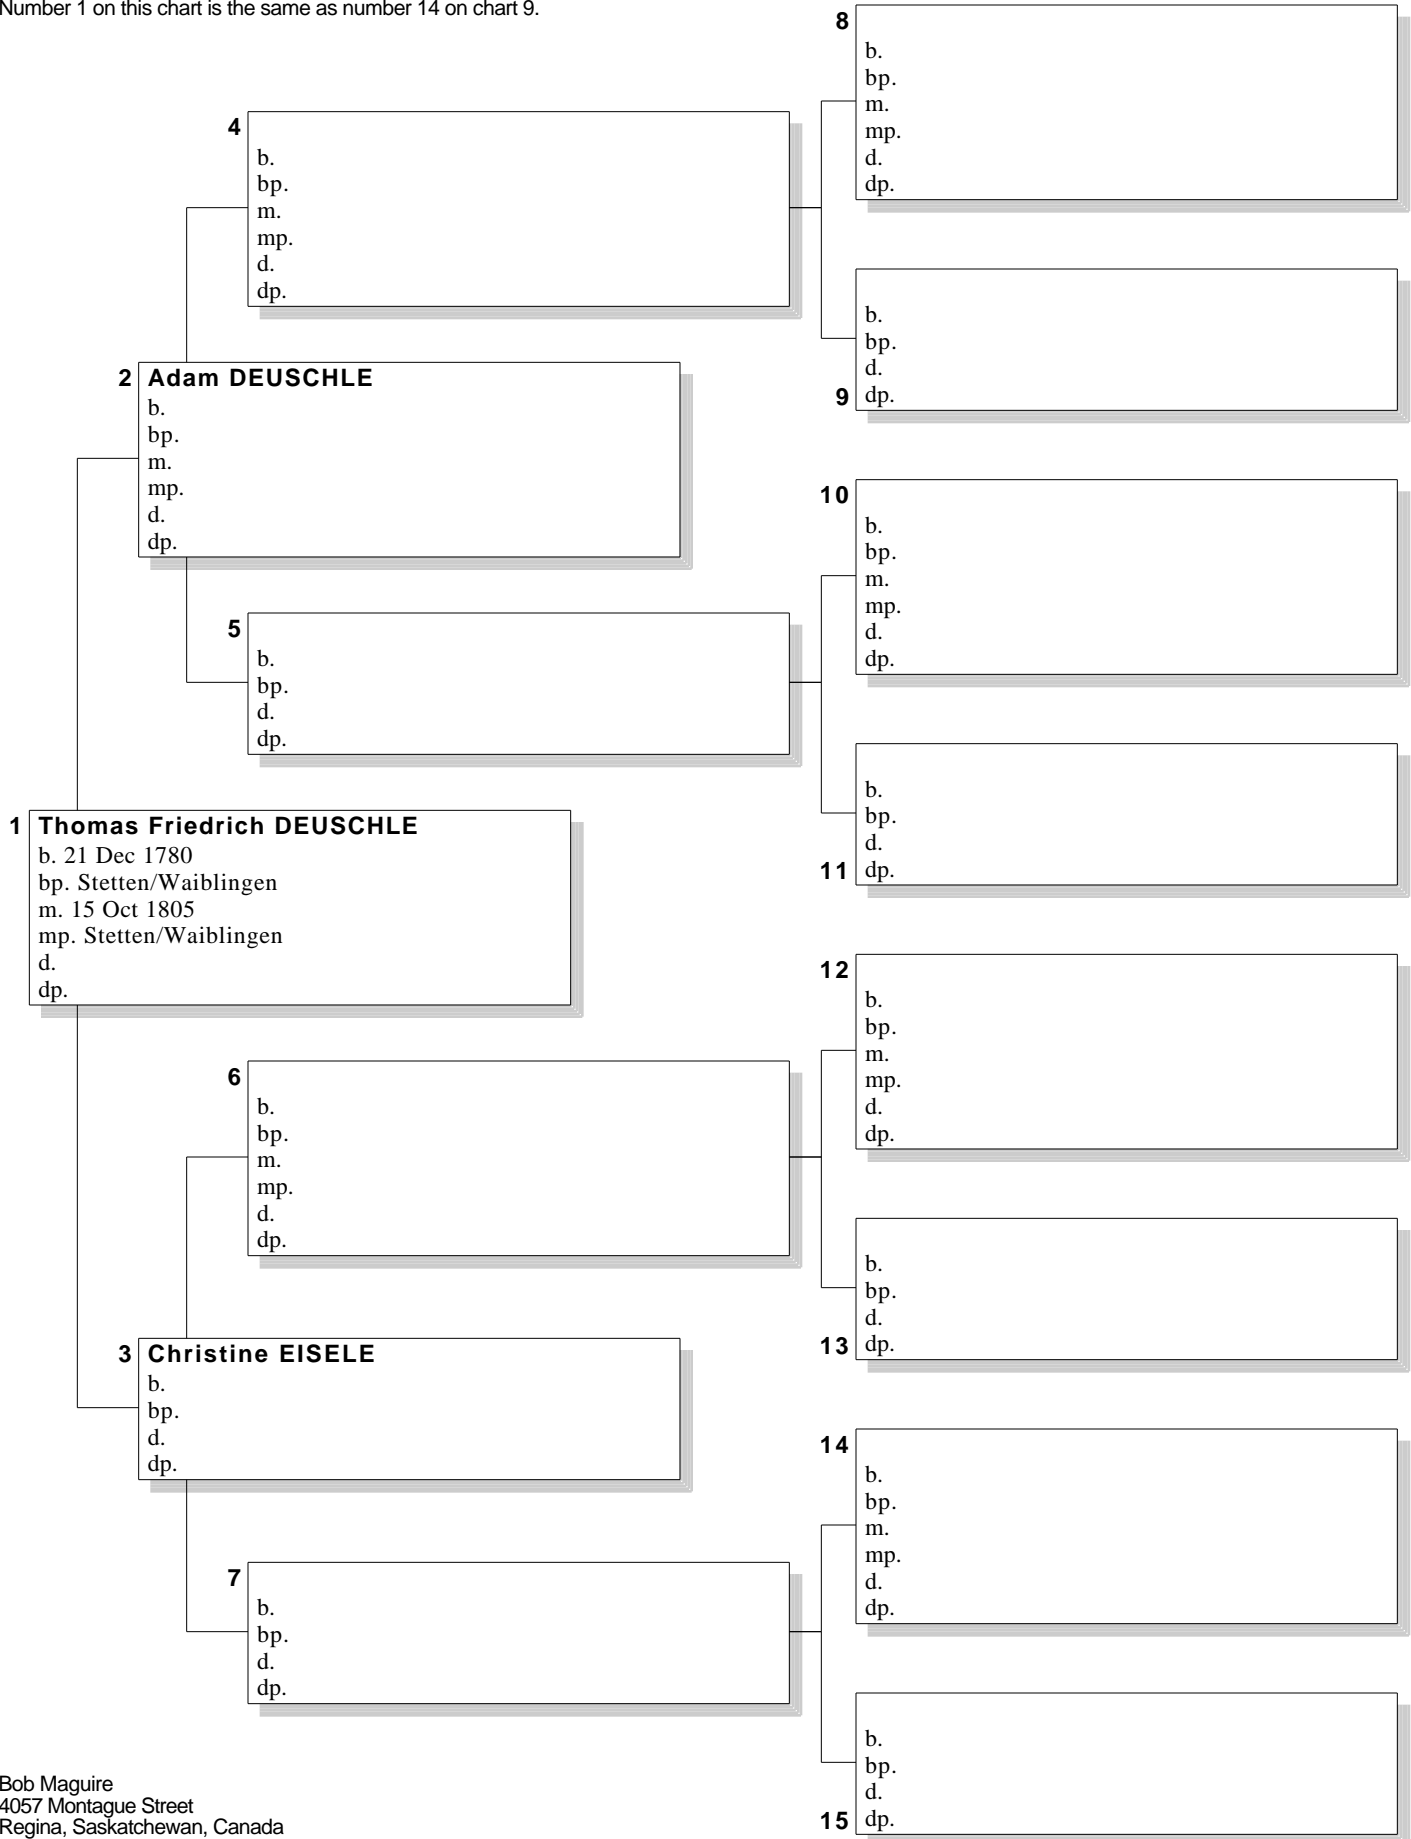 Number 1 on this chart is the same as number 14 on chart 9.
8
b.
bp.
m.
mp.
d.
dp.
4
b.
bp.
m.
mp.
d.
dp.
b.
bp.
d.
9 dp.
2 Adam DEUSCHLE
b.
bp.
m.
mp.
d.
dp.
10
b.
bp.
m.
mp.
d.
dp.
5
b.
bp.
d.
dp.
b.
bp.
d.
11 dp.
1 Thomas Friedrich DEUSCHLE
b. 21 Dec 1780
bp. Stetten/Waiblingen
m. 15 Oct 1805
mp. Stetten/Waiblingen
d.
dp.
12
b.
bp.
m.
mp.
d.
dp.
6
b.
bp.
m.
mp.
d.
dp.
b.
bp.
d.
13 dp.
3 Christine EISELE
b.
bp.
d.
dp.
14
b.
bp.
m.
mp.
d.
dp.
7
b.
bp.
d.
dp.
b.
bp.
d.
15 dp.
Bob Maguire
4057 Montague Street
Regina, Saskatchewan, Canada